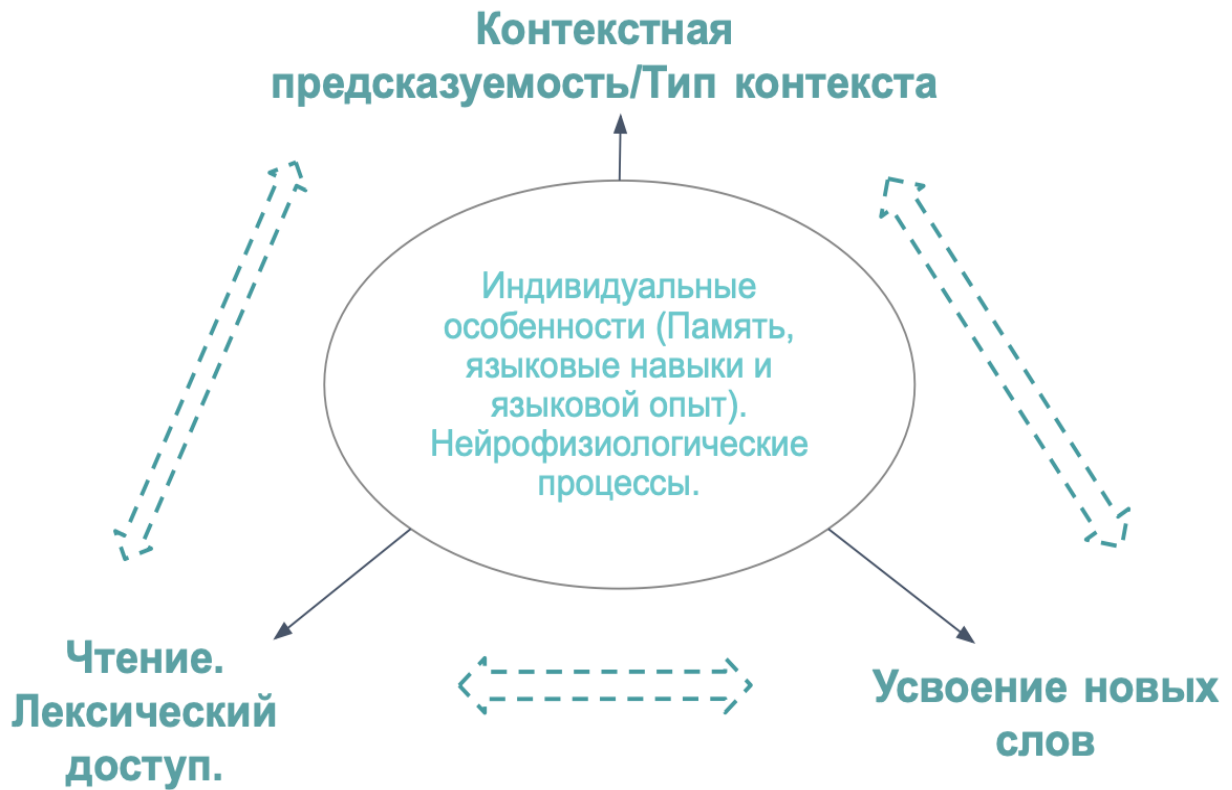 Контекстная
предсказуемость/Тип контекста
Индивидуальные
особенности (Память,
языковые навыки и
языковой опыт).
Нейрофизиологические
процессы.
Чтение.
Лексический
доступ.
Усвоение новых
слов